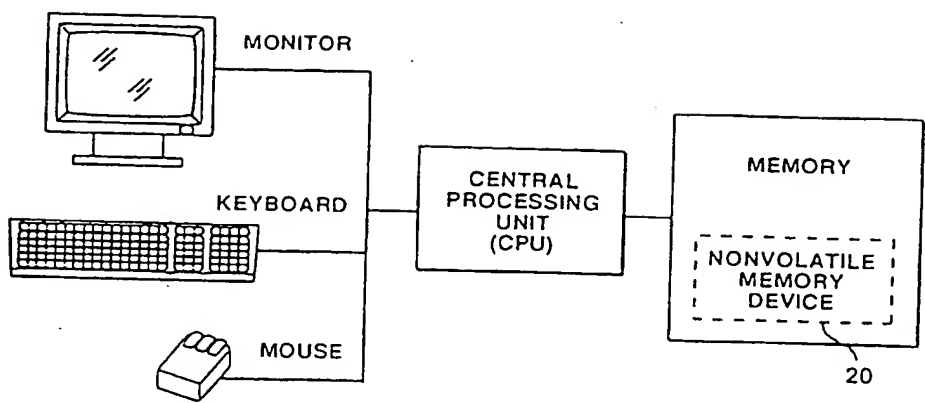 MONITOR
KEYBOARD
MOUSE
CENTRAL
PROCESSING
UNIT
(CPU)
MEMORY
NONVOLATILE
MEMORY
DEVICE
20